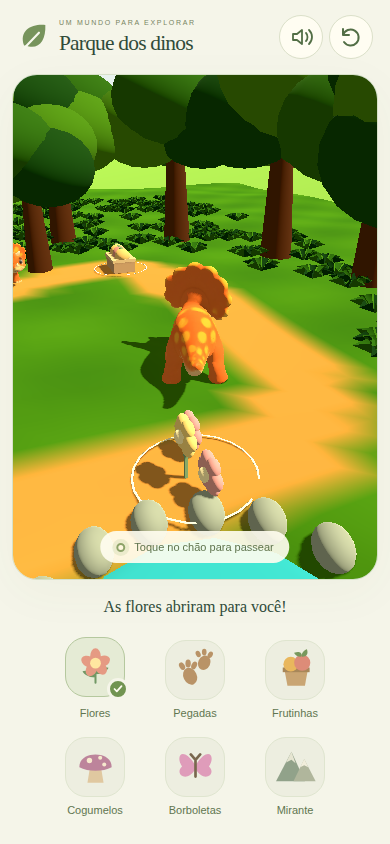 UM MUNDO PARA EXPLORAR
Parque dos dinos
Toque no chão para passear
As flores abriram para você!
Flores
Pegadas
Frutinhas
Cogumelos
Borboletas
Mirante